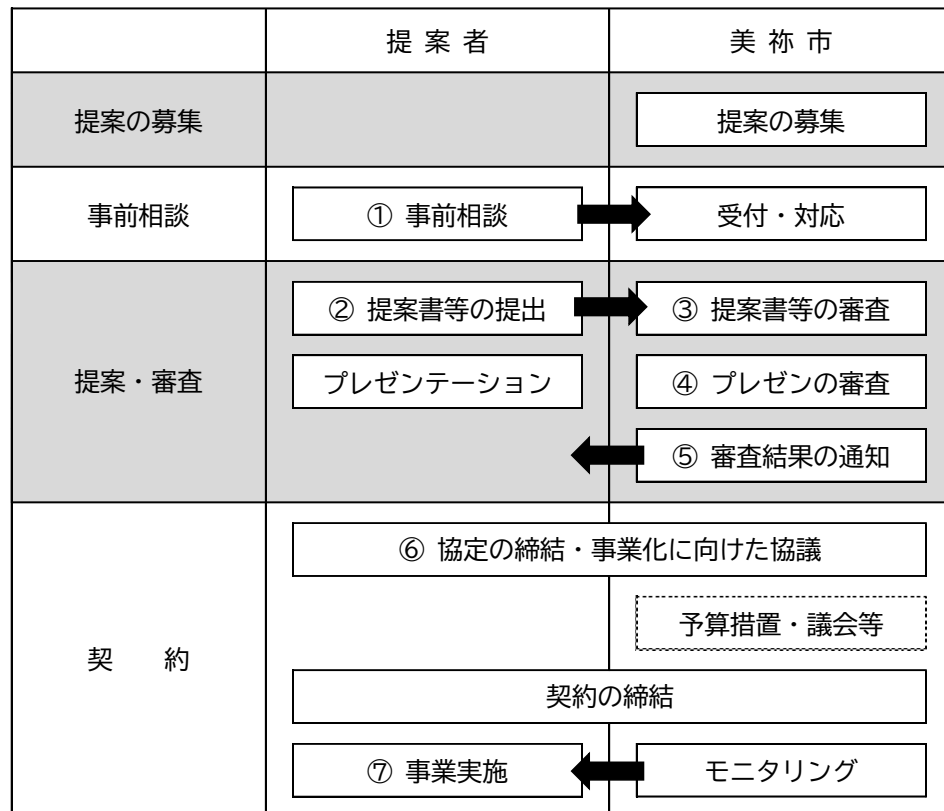 提案者 美祢市
提案の募集 提案の募集
事前相談 ① 事前相談 受付・対応
② 提案書等の提出 ③ 提案書等の審査
提案・審査 プレゼンテーション ④ プレゼンの審査
⑤ 審査結果の通知
⑥ 協定の締結・事業化に向けた協議
予算措置・議会等
契 約
契約の締結
⑦ 事業実施 モニタリング